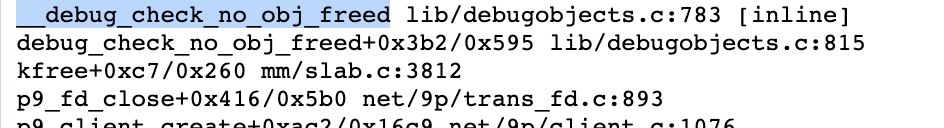 __debug_check_no_obj_freed lib/debugobjects.c:783 [inline]
debug_check_no_obj_freed+0x3b2/0x595 lib/debugobjects.c:815
kfree+0xc7/0x260 mm/slab.c:3812
p9_fd_close+0x416/0x5b0 net/9p/trans_fd.c:893
p9_client_create+0xac2/0x16c9 net/9p/client.c:1076